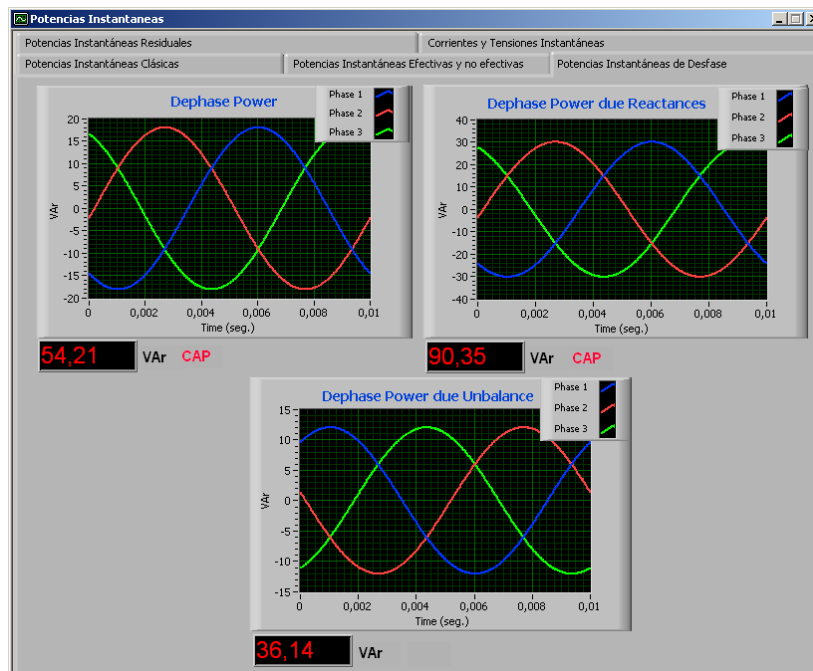 Potencias Instantaneas
Potencias Instantáneas Residuales
Corrientes y Tensiones Instantáneas
Potencias Instantáneas Clásicas
Potencias Instantáneas Efectivas y no efectivas
Potencias Instantáneas de Desfase
Dephase Power
Phase 1
Phase 2
Phase 3
20
15
10
5
0
-5
-10
-15
-20
VAr
0
0,002
0,004
0,006
0,008
0,01
Time (seg.)
54,21
VAr
CAP
Dephase Power due Reactances
Phase 1
Phase 2
Phase 3
40
30
20
10
0
-10
-20
-30
-40
VAr
0
0,002
0,004
0,006
0,008
0,01
Time (seg.)
90,35
VAr
CAP
Dephase Power due Unbalance
Phase 1
Phase 2
Phase 3
15
10
5
0
-5
-10
-15
VAr
0
0,002
0,004
0,006
0,008
0,01
Time (seg.)
36,14
VAr